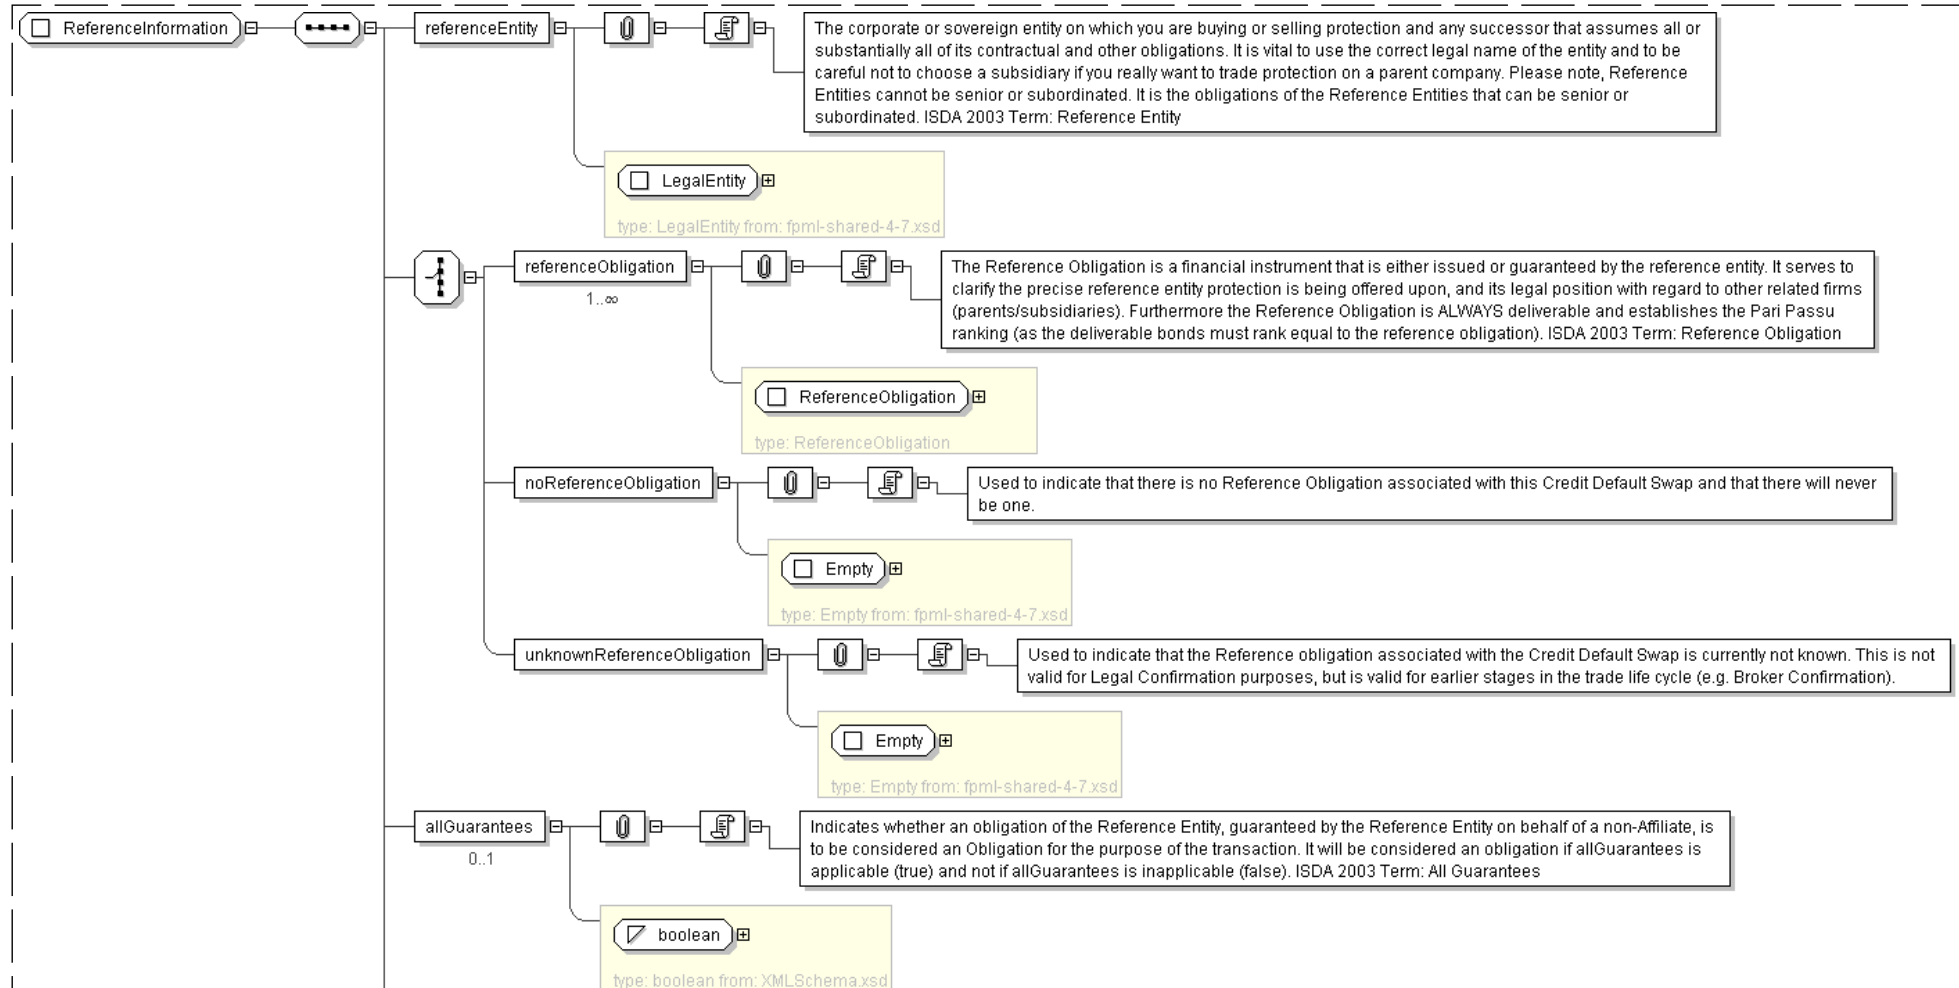 ReferenceInformation
referenceEntity
The corporate or sovereign entity on which you are buying or selling protection and any successor that assumes all or
substantially all of its contractual and other obligations. It is vital to use the correct legal name of the entity and to be
careful not to choose a subsidiary if you really want to trade protection on a parent company. Please note, Reference
Entities cannot be senior or subordinated. It is the obligations of the Reference Entities that can be senior or
subordinated. ISDA 2003 Term: Reference Entity
LegalEntity
type: LegalEntity from: fpml-shared-4-7.xsd
referenceObligation
1..∞
The Reference Obligation is a financial instrument that is either issued or guaranteed by the reference entity. It serves to
clarify the precise reference entity protection is being offered upon, and its legal position with regard to other related firms
(parents/subsidiaries). Furthermore the Reference Obligation is ALWAYS deliverable and establishes the Pari Passu
ranking (as the deliverable bonds must rank equal to the reference obligation). ISDA 2003 Term: Reference Obligation
ReferenceObligation
type: ReferenceObligation
noReferenceObligation
Used to indicate that there is no Reference Obligation associated with this Credit Default Swap and that there will never
be one.
Empty
type: Empty from: fpml-shared-4-7.xsd
unknownReferenceObligation
Used to indicate that the Reference obligation associated with the Credit Default Swap is currently not known. This is not
valid for Legal Confirmation purposes, but is valid for earlier stages in the trade life cycle (e.g. Broker Confirmation).
Empty
type: Empty from: fpml-shared-4-7.xsd
allGuarantees
0..1
Indicates whether an obligation of the Reference Entity, guaranteed by the Reference Entity on behalf of a non-Affiliate, is
to be considered an Obligation for the purpose of the transaction. It will be considered an obligation if allGuarantees is
applicable (true) and not if allGuarantees is inapplicable (false). ISDA 2003 Term: All Guarantees
boolean
type: boolean from: XMLSchema.xsd